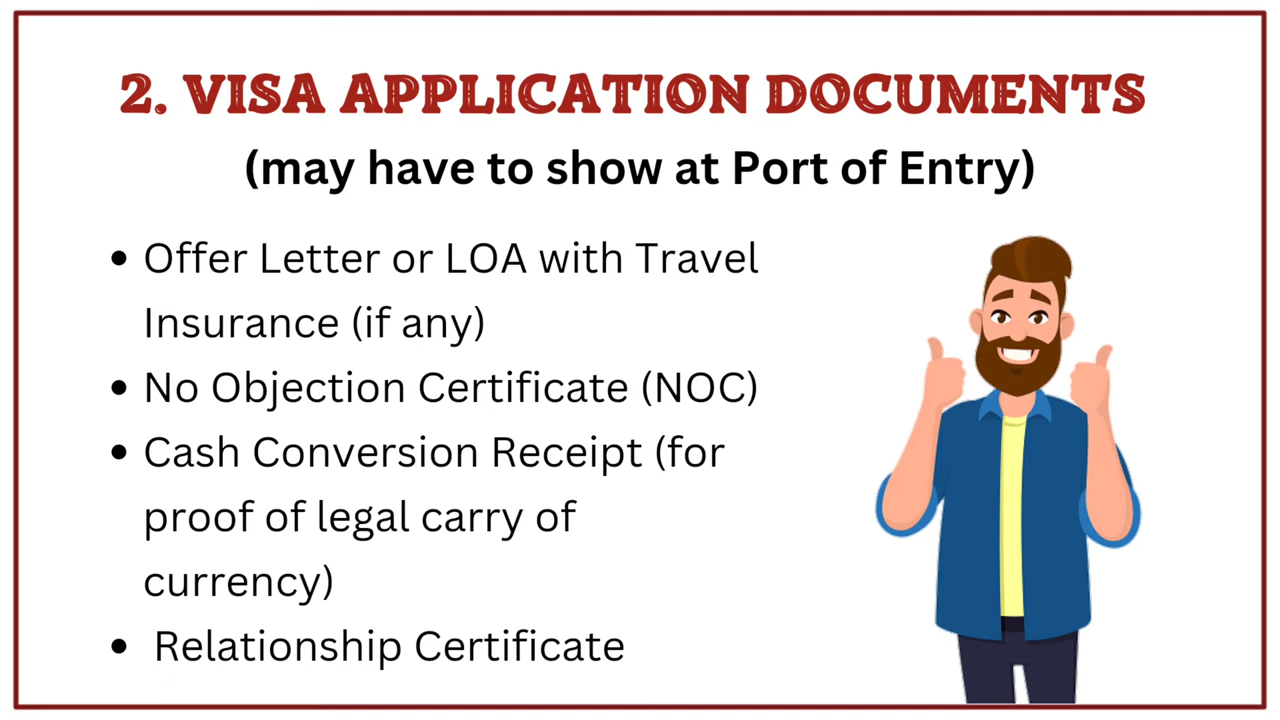 2. VISA APPLICATION DOCUMENTS
(may have to show at Port of Entry)
• Offer Letter or LOA with Travel
Insurance (if any)
• No Objection Certificate (NOC)
• Cash Conversion Receipt (for
proof of legal carry of
currency)
• Relationship Certificate